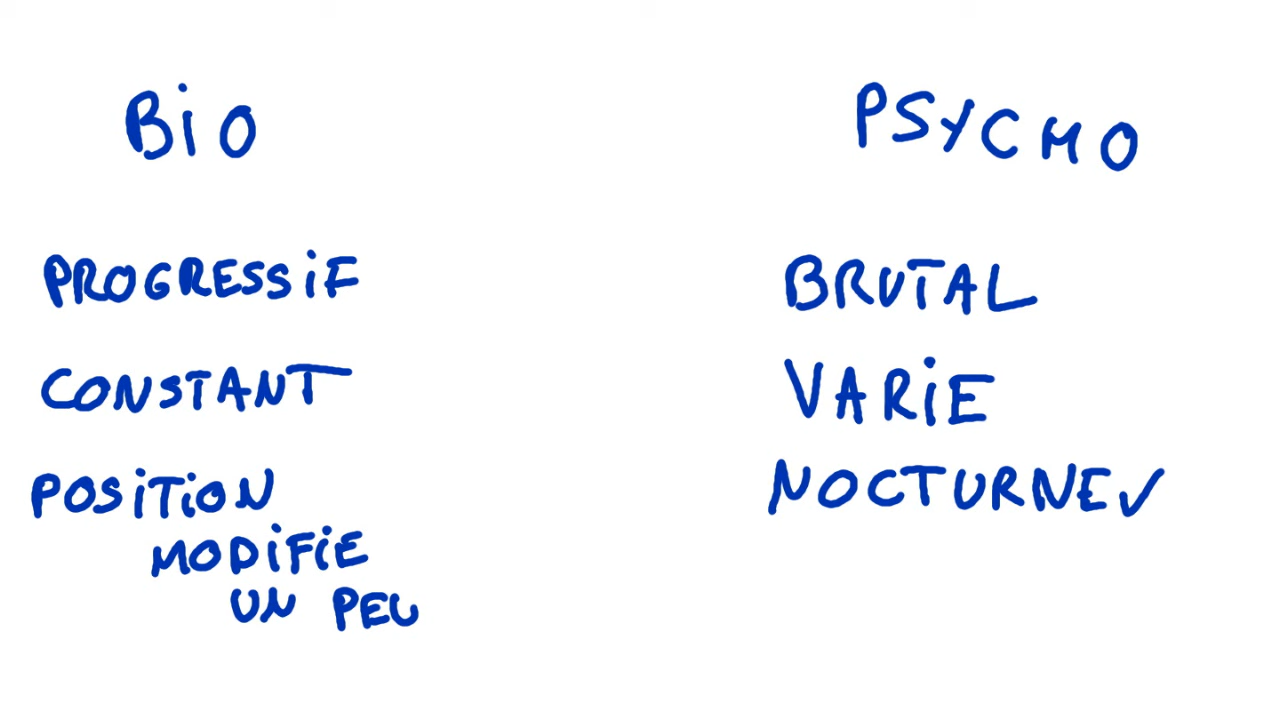 BiO
PSYCHO
PROGRESSiF
BRUTAL
CONSTANT
VARiE
POSiTiON
MODiFiE
UN PEU
NOCTURNE✓